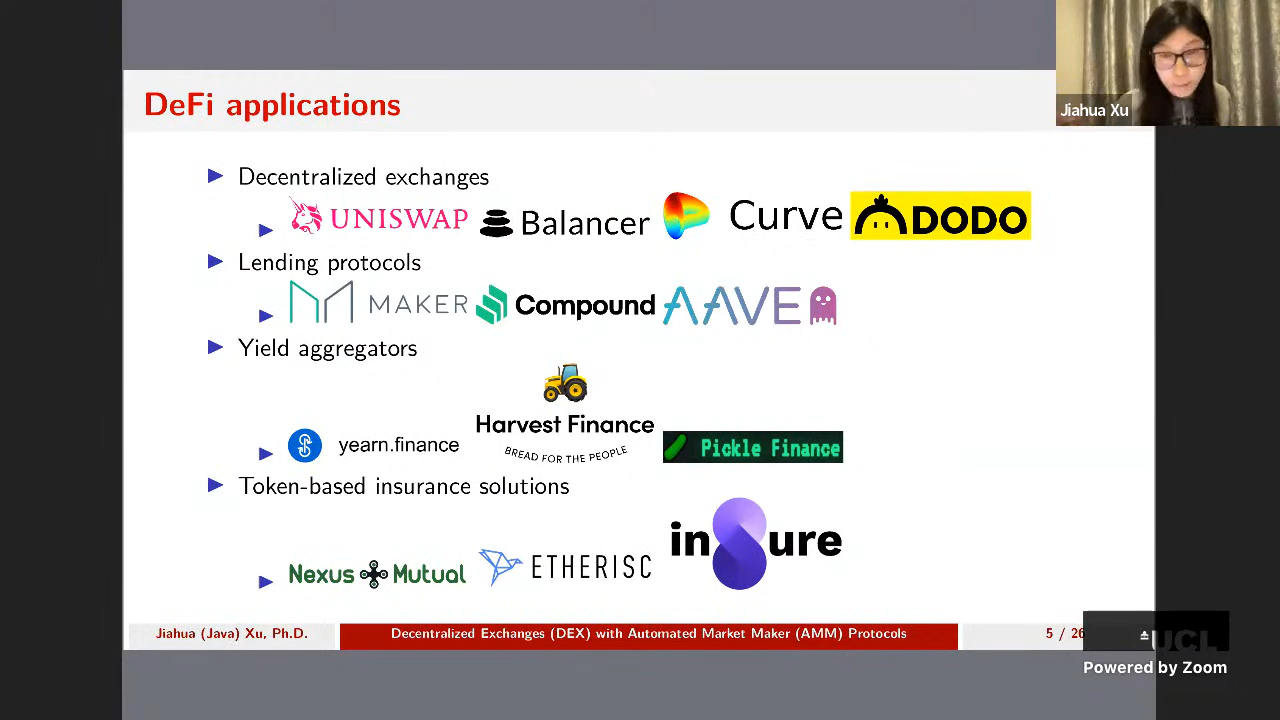 DeFi applications
Jiahua Xu
Decentralized exchanges
UNISWAP Balancer Curve DODO
Lending protocols
MAKER Compound AAVE
Yield aggregators
yearn.finance Harvest Finance Pickle Finance
BREAD FOR THE PEOPLE
Token-based insurance solutions
Nexus Mutual ETHERISC inSure
Jiahua (Java) Xu, Ph.D. Decentralized Exchanges (DEX) with Automated Market Maker (AMM) Protocols 5 / 26
UCL
Powered by Zoom